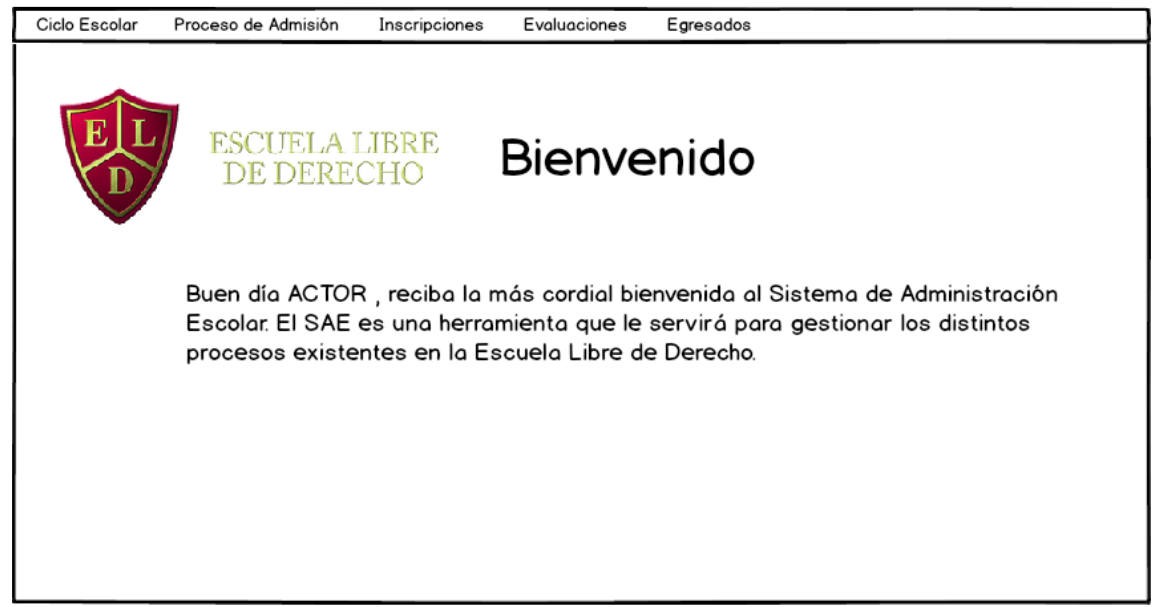 Ciclo Escolar Proceso de Admisión Inscripciones Evaluaciones Egresados
E L
D
ESCUELA LIBRE
DE DERECHO
Bienvenido
Buen día ACTOR , reciba la más cordial bienvenida al Sistema de Administración
Escolar. El SAE es una herramienta que le servirá para gestionar los distintos
procesos existentes en la Escuela Libre de Derecho.